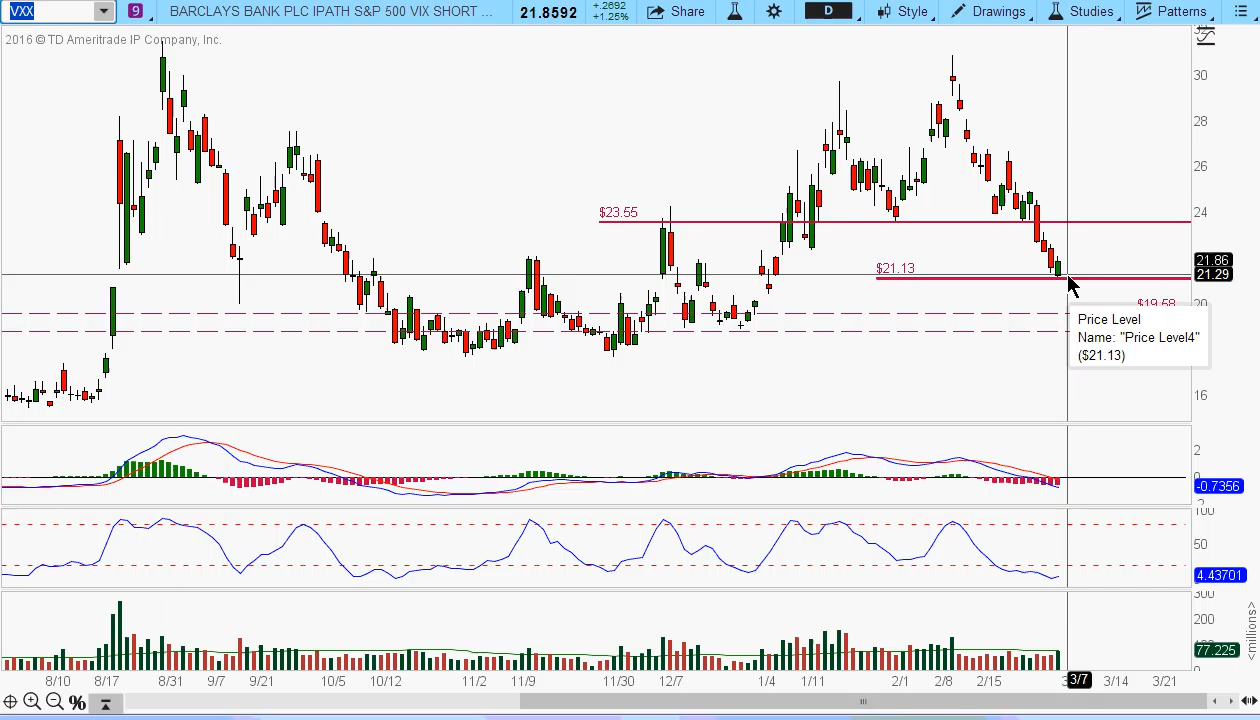 VXX
9
BARCLAYS BANK PLC IPATH S&P 500 VIX SHORT ...
21.8592
+.2692
+1.25%
Share
D
Style
Drawings
Studies
Patterns
2016 © TD Ameritrade IP Company, Inc.
32
30
28
26
24
$23.55
21.86
$21.13
21.29
20
$19.58
Price Level
Name: "Price Level4"
($21.13)
16
2
0
-0.7356
-2
100
50
4.43701
300
200
77.225
0
<millions>
8/10 8/17 8/31 9/7 9/21 10/5 10/12 11/2 11/9 11/30 12/7 1/4 1/11 2/1 2/8 2/15 3/7 3/14 3/21
%